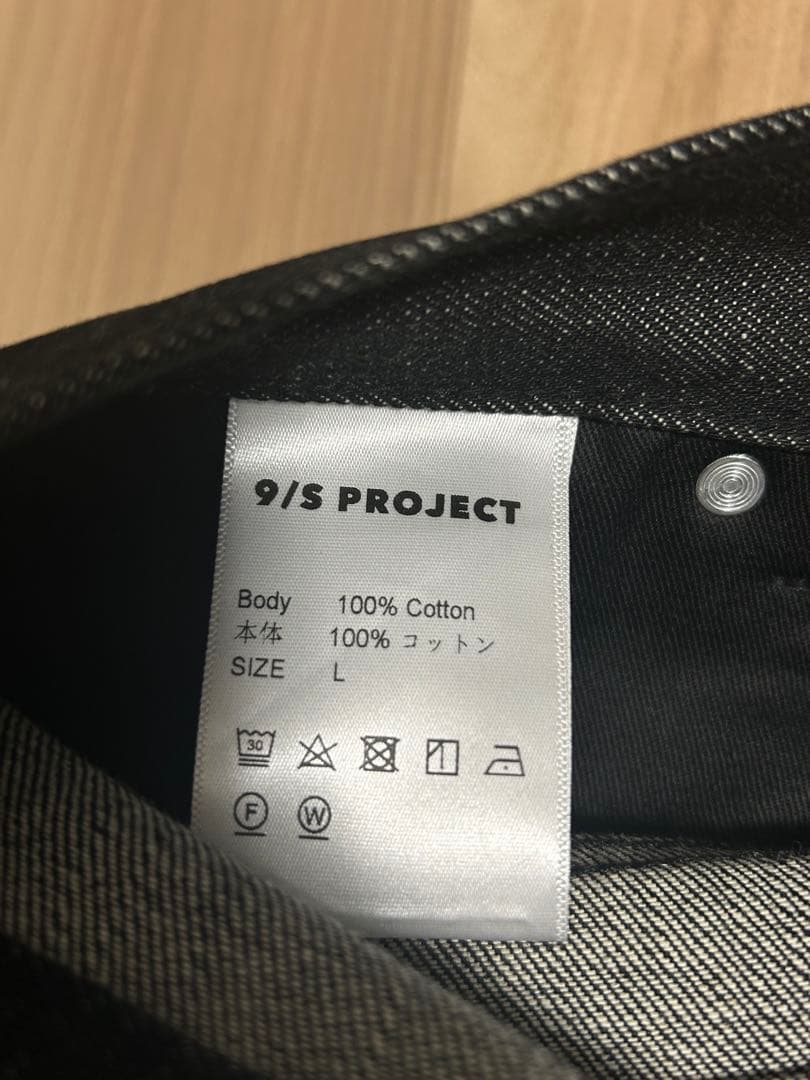 9/S PROJECT
Body 100% Cotton
本体 100% コットン
SIZE L
30
F W